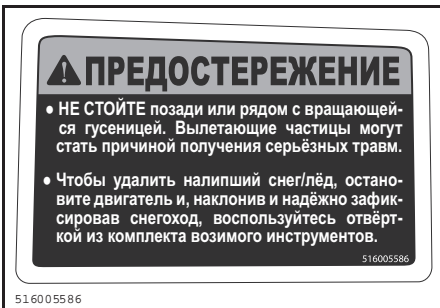 ПРЕДОСТЕРЕЖЕНИЕ
• НЕ СТОЙТЕ позади или рядом с вращающей-
ся гусеницей. Вылетающие частицы могут
стать причиной получения серьёзных травм.
• Чтобы удалить налипший снег/лёд, остано-
вите двигатель и, наклонив и надёжно зафик-
сировав снегоход, воспользуйтесь отвёрт-
кой из комплекта возимого инструментов.
516005586
516005586